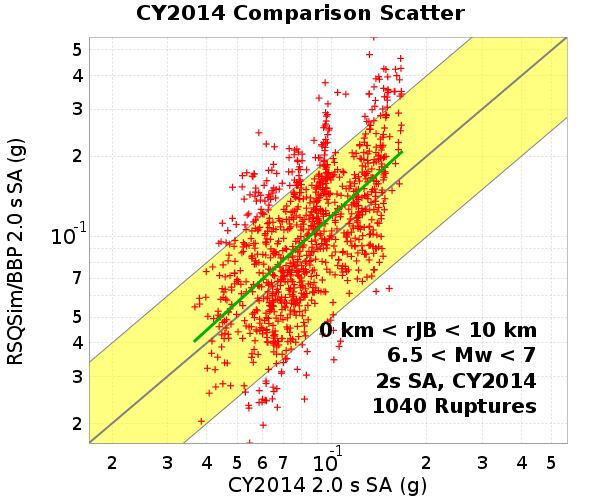 CY2014 Comparison Scatter
RSQSim/BBP 2.0 s SA (g)
5
4
3
2
10-1
7
5
4
3
2
0 km < rJB < 10 km
6.5 < Mw < 7
2s SA, CY2014
1040 Ruptures
2 3 4 5 6 7 10-1 2 3 4 5
CY2014 2.0 s SA (g)